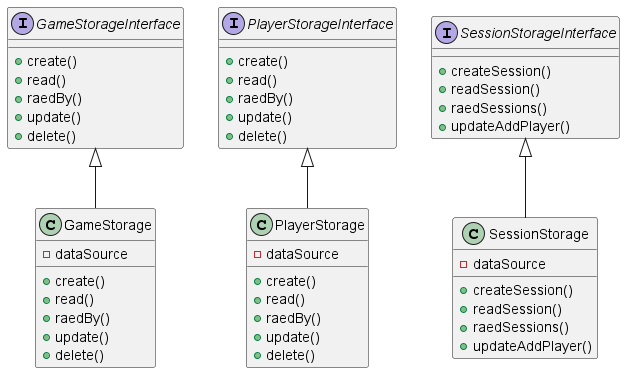 I GameStorageInterface
create()
read()
raedBy()
update()
delete()
I PlayerStorageInterface
create()
read()
raedBy()
update()
delete()
I SessionStorageInterface
createSession()
readSession()
raedSessions()
updateAddPlayer()
C GameStorage
dataSource
create()
read()
raedBy()
update()
delete()
C PlayerStorage
dataSource
create()
read()
raedBy()
update()
delete()
C SessionStorage
dataSource
createSession()
readSession()
raedSessions()
updateAddPlayer()